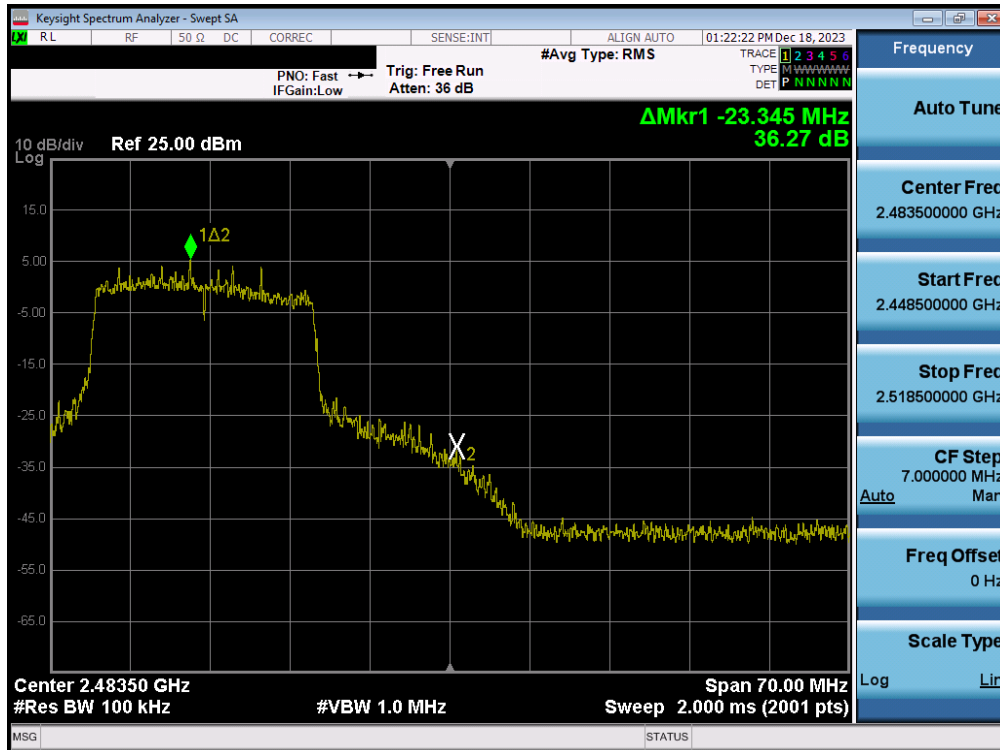 Keysight Spectrum Analyzer - Swept SA
LXI RL RF 50 Ω DC CORREC SENSE:INT ALIGN AUTO 01:22:22 PM Dec 18, 2023
#Avg Type: RMS
TRACE 1 2 3 4 5 6
TYPE M WWWWW
DET P N N N N N
PNO: Fast
IFGain:Low
Trig: Free Run
Atten: 36 dB
ΔMkr1 -23.345 MHz
36.27 dB
10 dB/div
Log
Ref 25.00 dBm
15.0
5.00
-5.00
-15.0
-25.0
-35.0
-45.0
-55.0
-65.0
1Δ2
X2
Center 2.48350 GHz
Span 70.00 MHz
#Res BW 100 kHz
#VBW 1.0 MHz
Sweep 2.000 ms (2001 pts)
MSG
STATUS
Frequency
Auto Tune
Center Freq
2.483500000 GHz
Start Freq
2.448500000 GHz
Stop Freq
2.518500000 GHz
CF Step
7.000000 MHz
Auto Man
Freq Offset
0 Hz
Scale Type
Log Lin